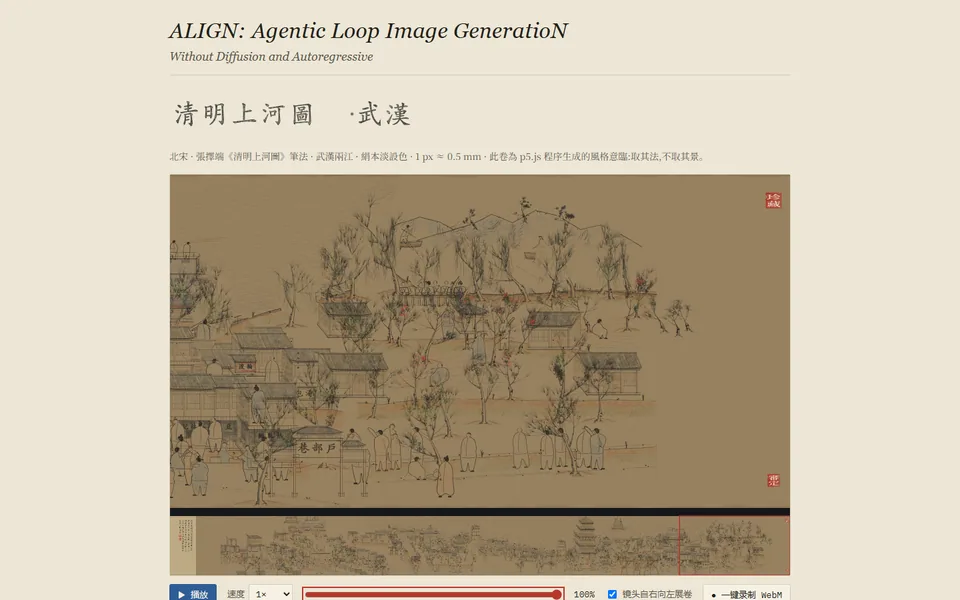 ALIGN: Agentic Loop Image GeneratioN
Without Diffusion and Autoregressive
清明上河圖 ·武漢
北宋 · 張擇端《清明上河圖》筆法 · 武漢兩江 · 絹本淡設色 · 1 px ≈ 0.5 mm · 此卷為 p5.js 程序生成的風格意臨:取其法,不取其景。
珍藏
戶部巷
▶ 播放 速度 1× 100% 镜头自右向左展卷 ● 一键录制 WebM